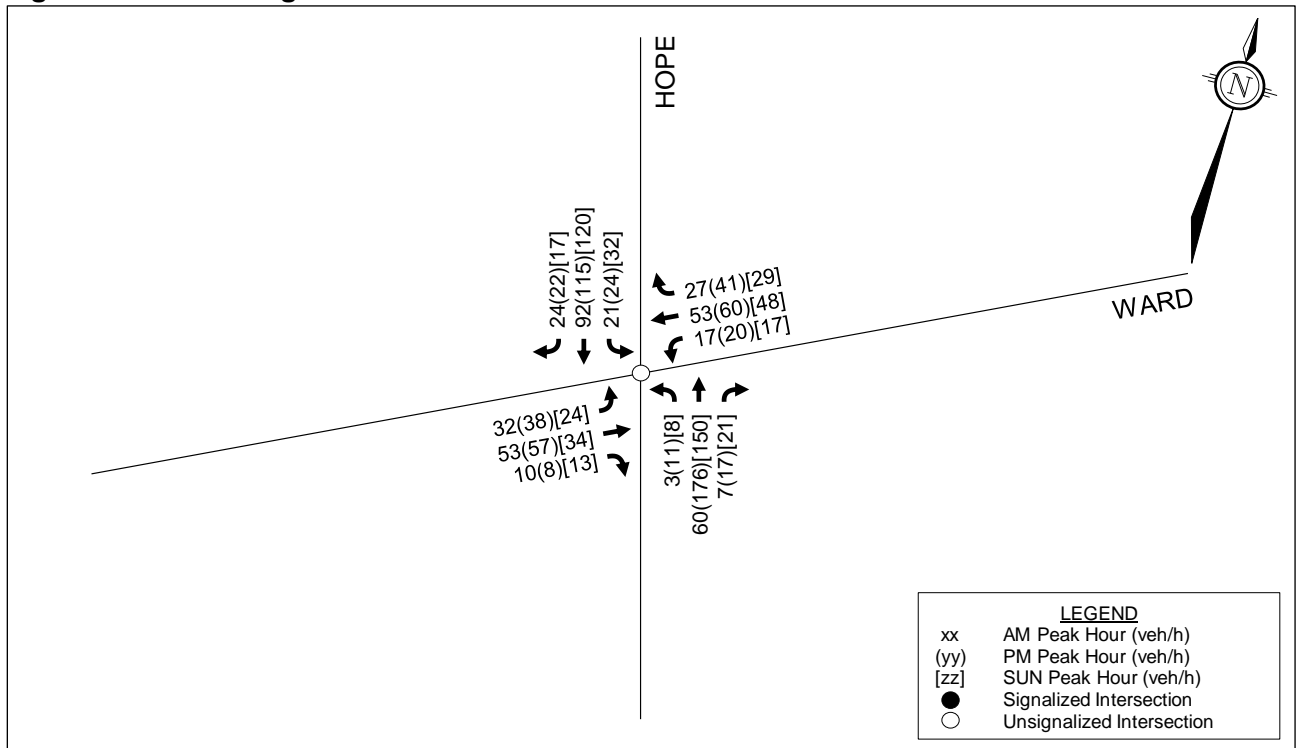 HOPE
N
WARD
24(22)[17]
92(115)[120]
21(24)[32]
27(41)[29]
53(60)[48]
17(20)[17]
32(38)[24]
53(57)[34]
10(8)[13]
3(11)[8]
60(176)[150]
7(17)[21]
LEGEND
xx AM Peak Hour (veh/h)
(yy) PM Peak Hour (veh/h)
[zz] SUN Peak Hour (veh/h)
Signalized Intersection
Unsignalized Intersection